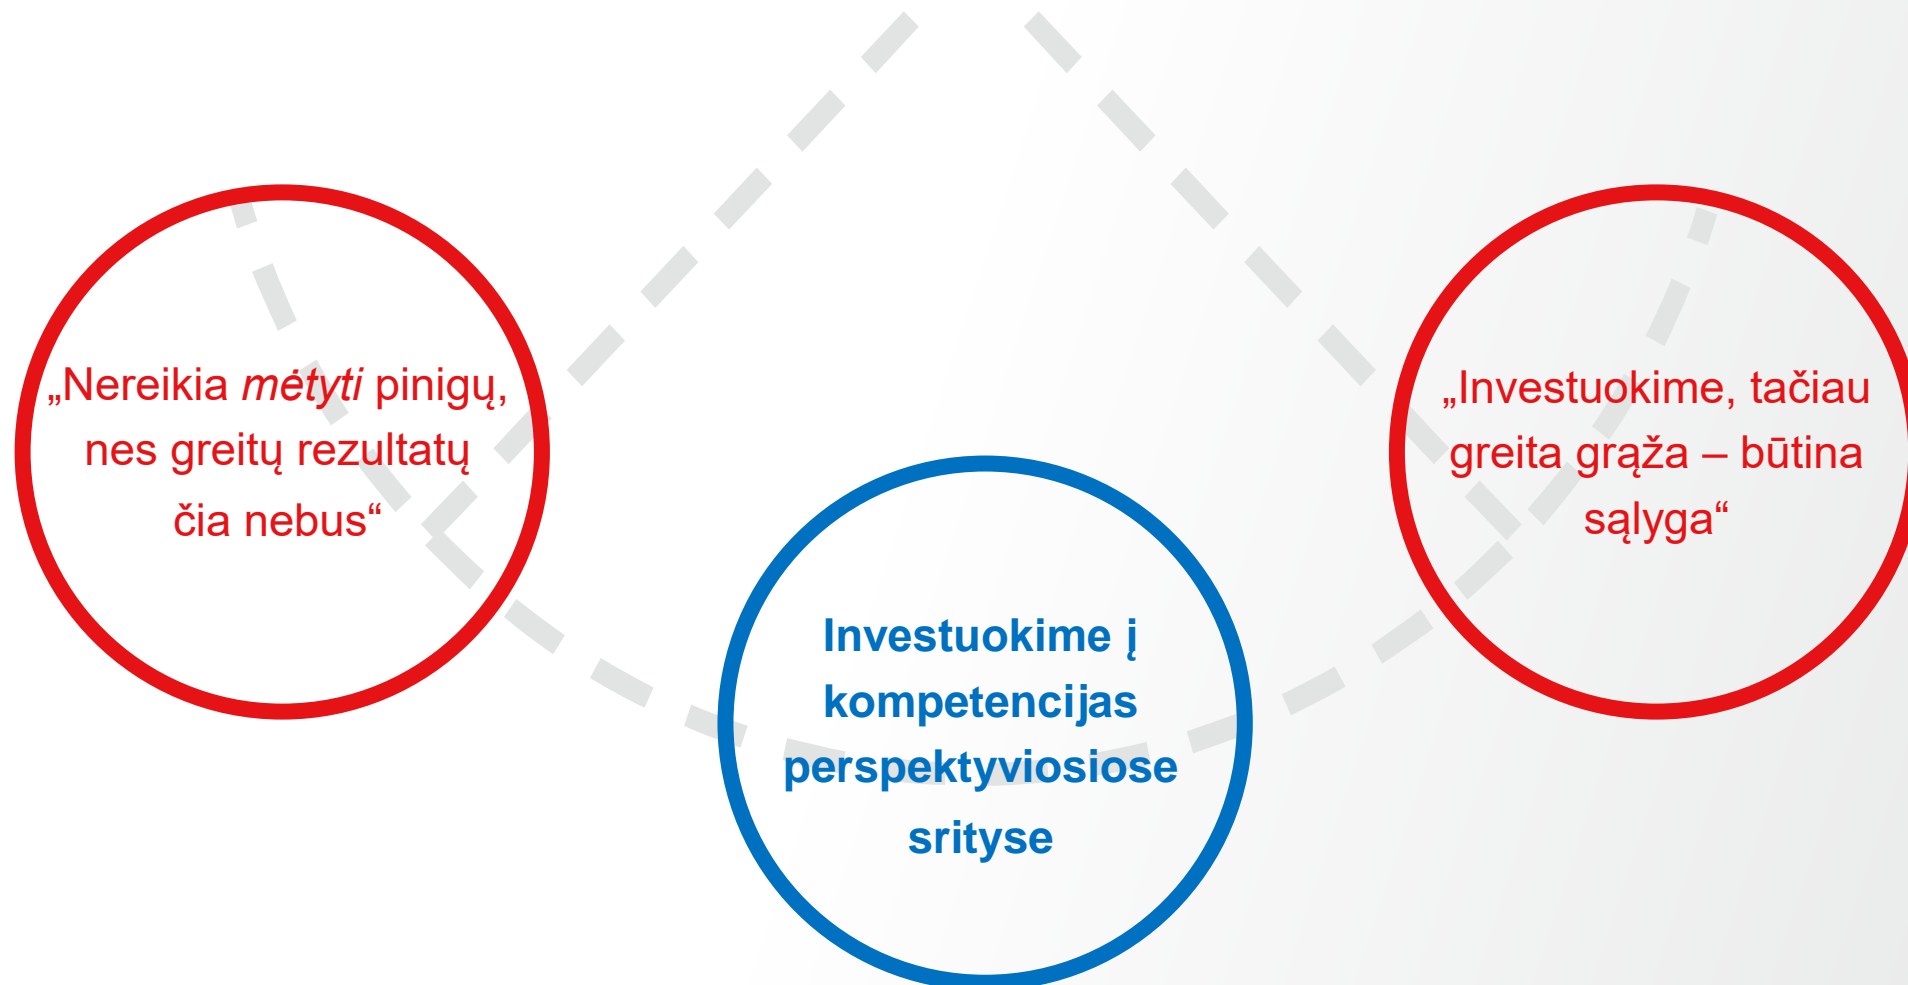 „Nereikia mėtyti pinigų,
nes greitų rezultatų
čia nebus“
Investuokime į
kompetencijas
perspektyviosiose
srityse
„Investuokime, tačiau
greita grąža – būtina
sąlyga“